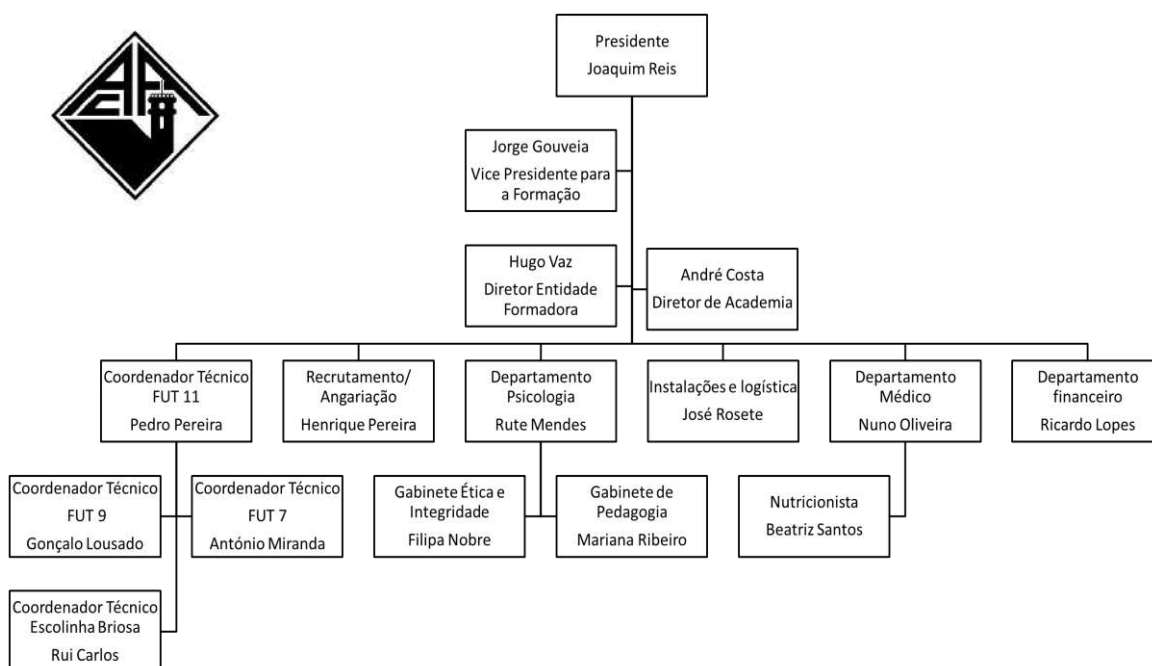 Presidente
Joaquim Reis
Jorge Gouveia
Vice Presidente para
a Formação
Hugo Vaz
Diretor Entidade
Formadora
André Costa
Diretor de Academia
Coordenador Técnico
FUT 11
Pedro Pereira
Recrutamento/
Angariação
Henrique Pereira
Departamento
Psicologia
Rute Mendes
Instalações e logística
José Rosete
Departamento
Médico
Nuno Oliveira
Departamento
financeiro
Ricardo Lopes
Coordenador Técnico
FUT 9
Gonçalo Lousado
Coordenador Técnico
FUT 7
António Miranda
Gabinete Ética e
Integridade
Filipa Nobre
Gabinete de
Pedagogia
Mariana Ribeiro
Nutricionista
Beatriz Santos
Coordenador Técnico
Escolinha Briosa
Rui Carlos